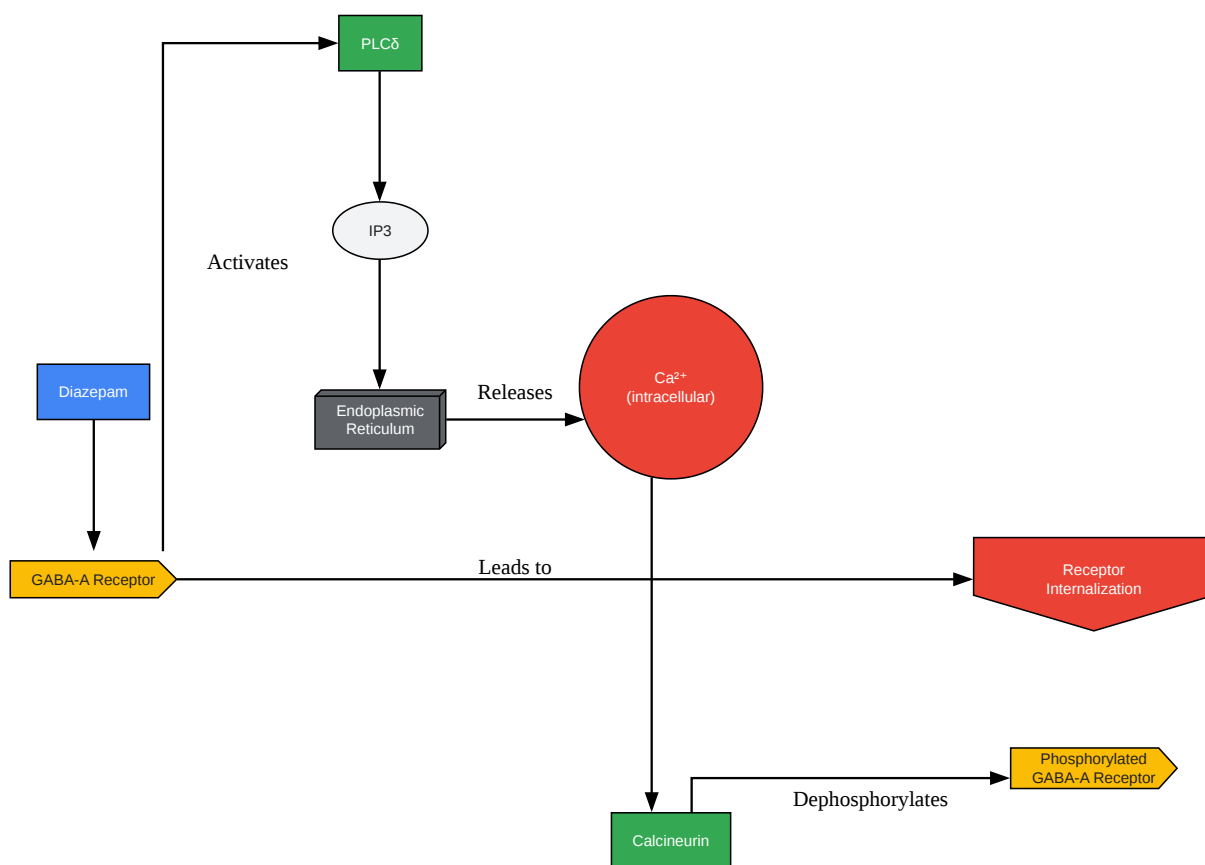 PLCδ
IP3
Activates
Ca²⁺
(intracellular)
Diazepam
Releases
Endoplasmic
Reticulum
Leads to
GABA-A Receptor
Receptor
Internalization
Phosphorylated
GABA-A Receptor
Dephosphorylates
Calcineurin